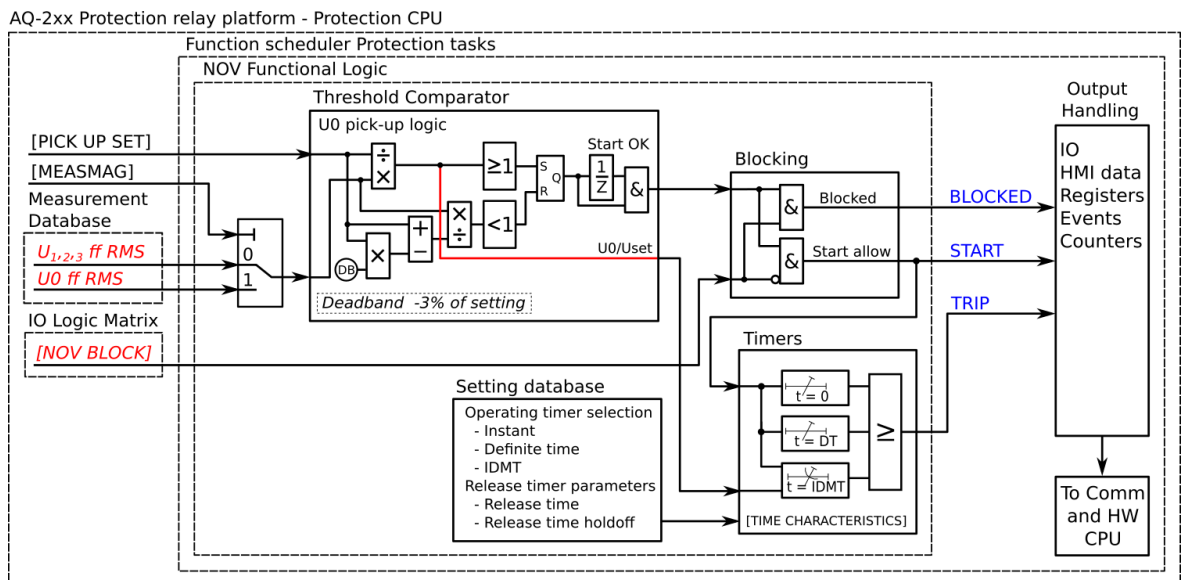 AQ-2xx Protection relay platform - Protection CPU
Function scheduler Protection tasks
NOV Functional Logic
Threshold Comparator
U0 pick-up logic
[PICK UP SET]
[MEASMAG]
Measurement
Database
U1,2,3 ff RMS
U0 ff RMS
IO Logic Matrix
[NOV BLOCK]
0
1
÷
×
≥1
S
R
Q
Start OK
1
Z
&
×
÷
<1
+
−
×
DB
U0/Uset
Deadband -3% of setting
Blocking
&
Blocked
&
Start allow
BLOCKED
START
TRIP
Output
Handling
IO
HMI data
Registers
Events
Counters
To Comm
and HW
CPU
Setting database
Operating timer selection
- Instant
- Definite time
- IDMT
Release timer parameters
- Release time
- Release time holdoff
Timers
t = 0
t = DT
t = IDMT
≥
[TIME CHARACTERISTICS]